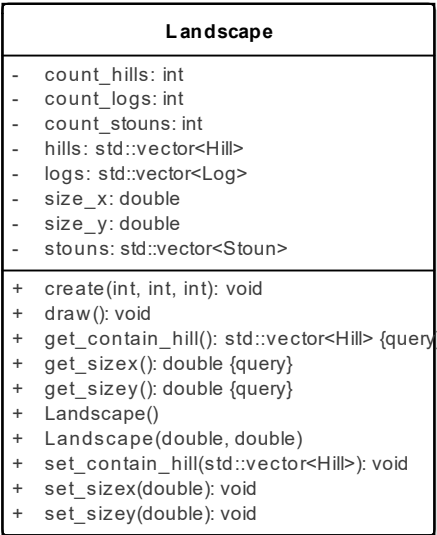 Landscape
- count_hills: int
- count_logs: int
- count_stouns: int
- hills: std::vector<Hill>
- logs: std::vector<Log>
- size_x: double
- size_y: double
- stouns: std::vector<Stoun>
+ create(int, int, int): void
+ draw(): void
+ get_contain_hill(): std::vector<Hill> {query
+ get_sizex(): double {query}
+ get_sizey(): double {query}
+ Landscape()
+ Landscape(double, double)
+ set_contain_hill(std::vector<Hill>): void
+ set_sizex(double): void
+ set_sizey(double): void